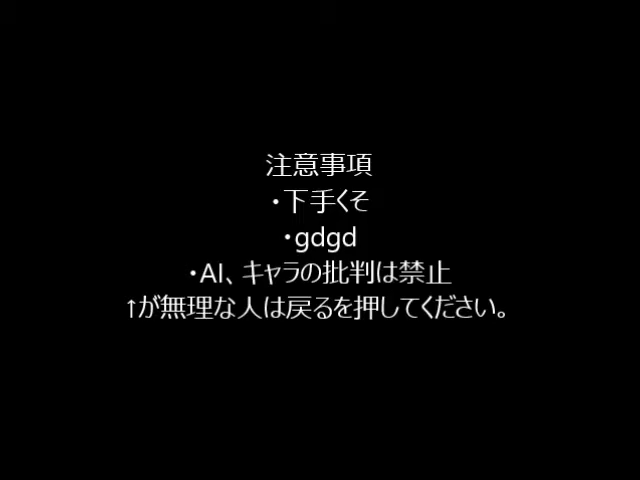 注意事項
・下手くそ
・gdgd
・AI、キャラの批判は禁止
↑が無理な人は戻るを押してください。